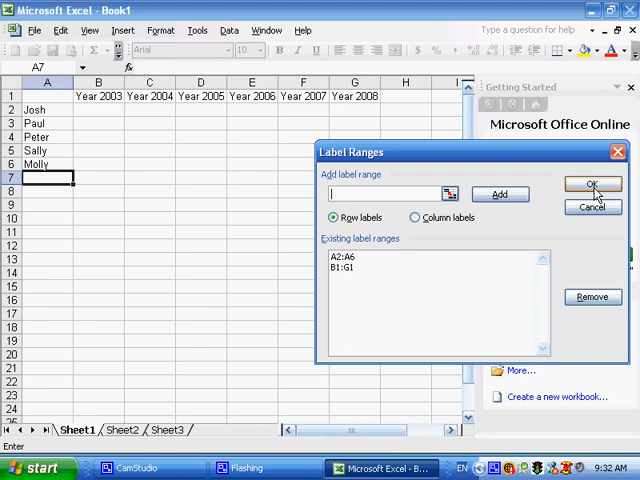 Microsoft Excel - Book1
File Edit View Insert Format Tools Data Window Help
Type a question for help
Σ Arial 10 B I U $ %
A7 fx
Getting Started
A B C D E F G H I
1 Year 2003 Year 2004 Year 2005 Year 2006 Year 2007 Year 2008
2 Josh
3 Paul
4 Peter
5 Sally
6 Molly
7
8
9
10
11
12
13
14
15
16
17
18
19
20
21
22
23
24
25
26
Microsoft Office Online
Label Ranges
Add label range
Add
OK
Cancel
Row labels Column labels
Existing label ranges
A2:A6
B1:G1
Remove
More...
Create a new workbook...
Sheet1 Sheet2 Sheet3
Enter
start CamStudio Flashing Microsoft Excel - Bo... EN 9:32 AM